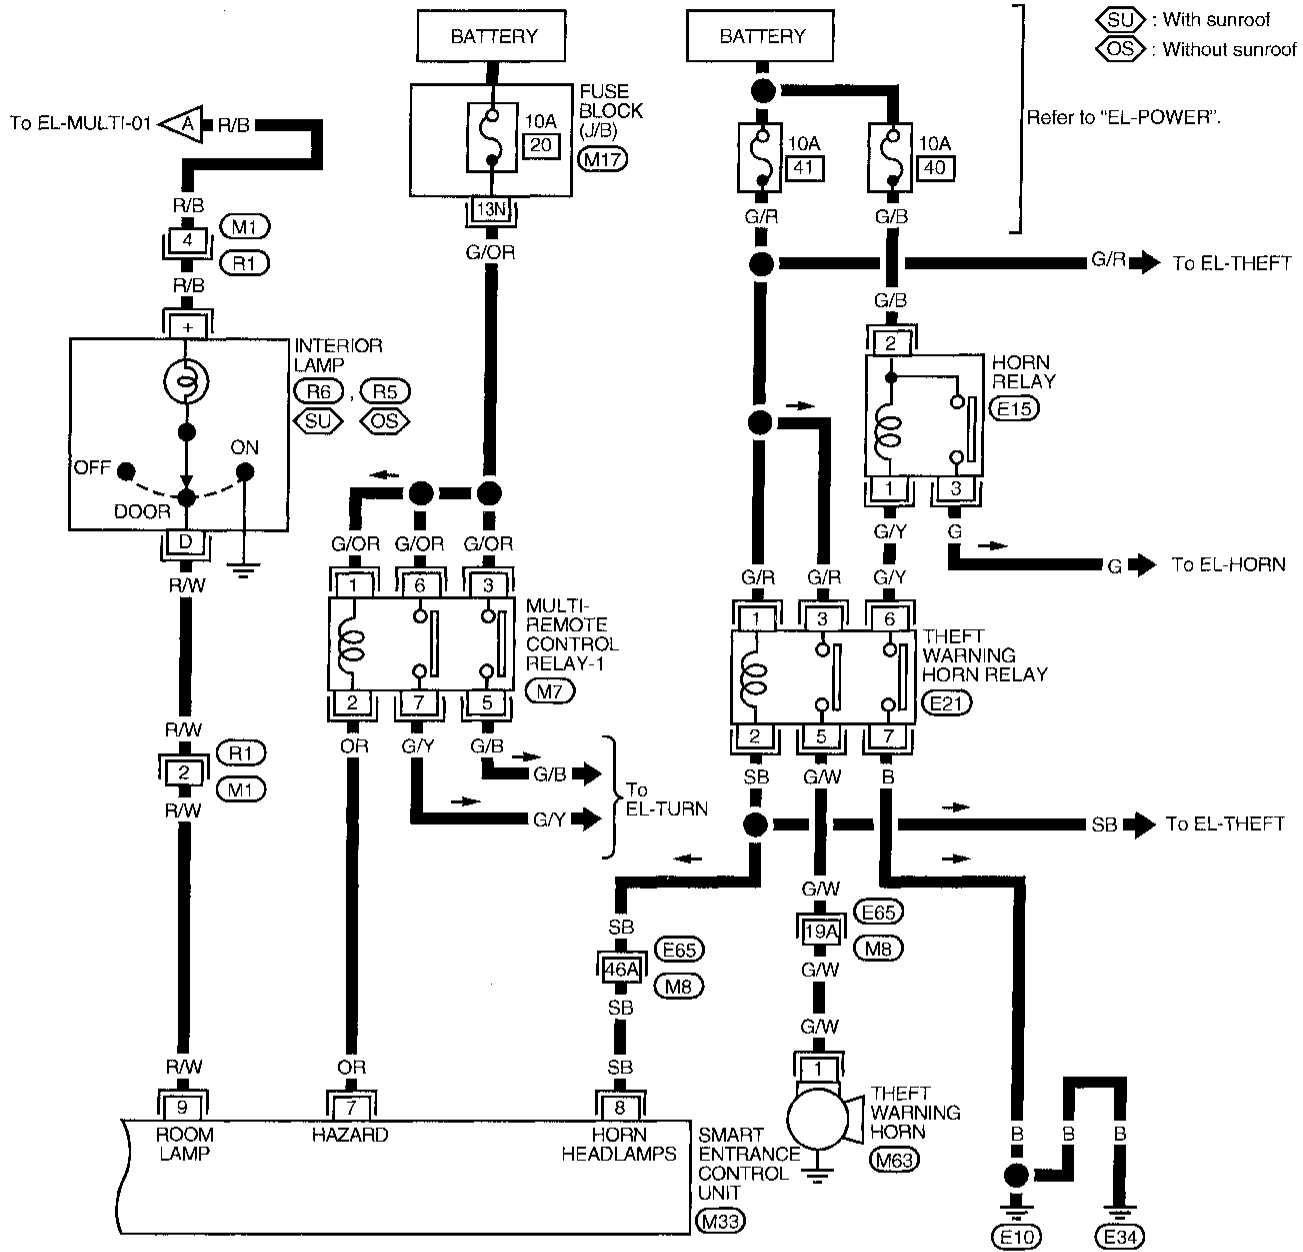 BATTERY
BATTERY
SU : With sunroof
OS : Without sunroof
FUSE
BLOCK
(J/B)
M17
10A
20
Refer to "EL-POWER".
To EL-MULTI-01 A R/B
10A
41
10A
40
R/B
13N
G/R
G/B
4
M1
R1
G/OR
R/B
G/R
To EL-THEFT
G/B
+
2
INTERIOR
LAMP
R6 , R5
SU OS
HORN
RELAY
E15
OFF
ON
DOOR
1
3
D
G/Y
G
G/OR
G/OR
G/OR
G
To EL-HORN
R/W
G/R
G/R
G/Y
1
6
3
1
3
6
MULTI-
REMOTE
CONTROL
RELAY-1
M7
THEFT
WARNING
HORN RELAY
E21
2
7
5
2
5
7
R/W
OR
G/Y
G/B
R1
2
M1
G/B
SB
G/W
B
To
EL-TURN
R/W
G/Y
SB
To EL-THEFT
G/W
SB
E65
19A
M8
E65
46A
M8
G/W
SB
G/W
R/W
OR
SB
1
9
7
8
THEFT
WARNING
HORN
M63
ROOM
LAMP
HAZARD
HORN
HEADLAMPS
SMART
ENTRANCE
CONTROL
UNIT
M33
B
B
B
E10
E34